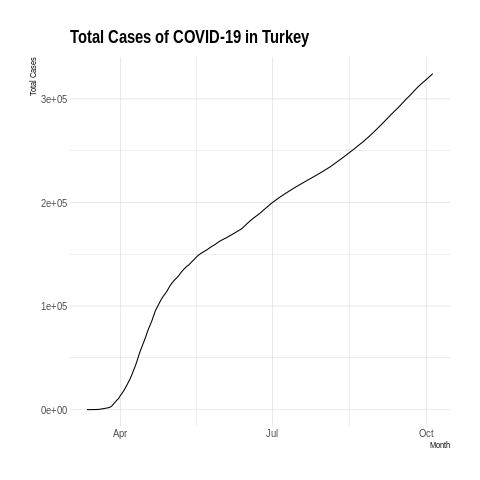 Total Cases of COVID-19 in Turkey
Total Cases
3e+05
2e+05
1e+05
0e+00
Apr
Jul
Oct
Month